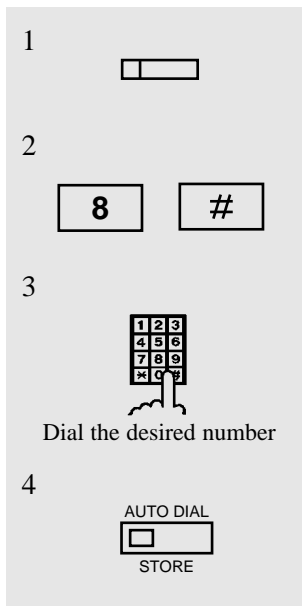 1
2
8 #
3
1 2 3
4 5 6
7 8 9
* 0 #
Dial the desired number
4
AUTO DIAL
STORE